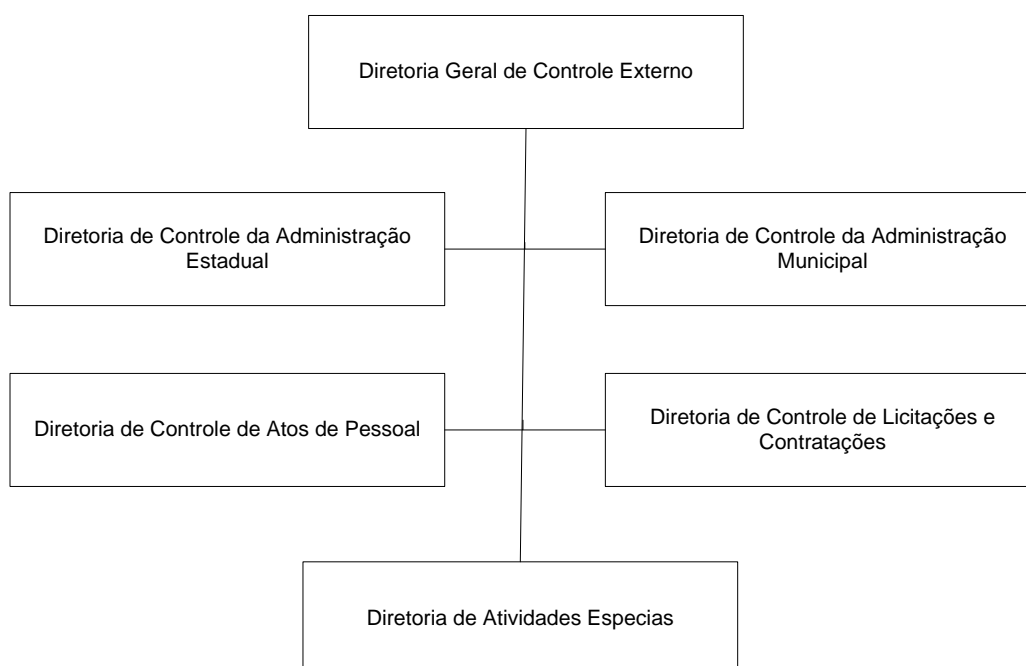 Diretoria Geral de Controle Externo
Diretoria de Controle da Administração
Estadual
Diretoria de Controle da Administração
Municipal
Diretoria de Controle de Atos de Pessoal
Diretoria de Controle de Licitações e
Contratações
Diretoria de Atividades Especias